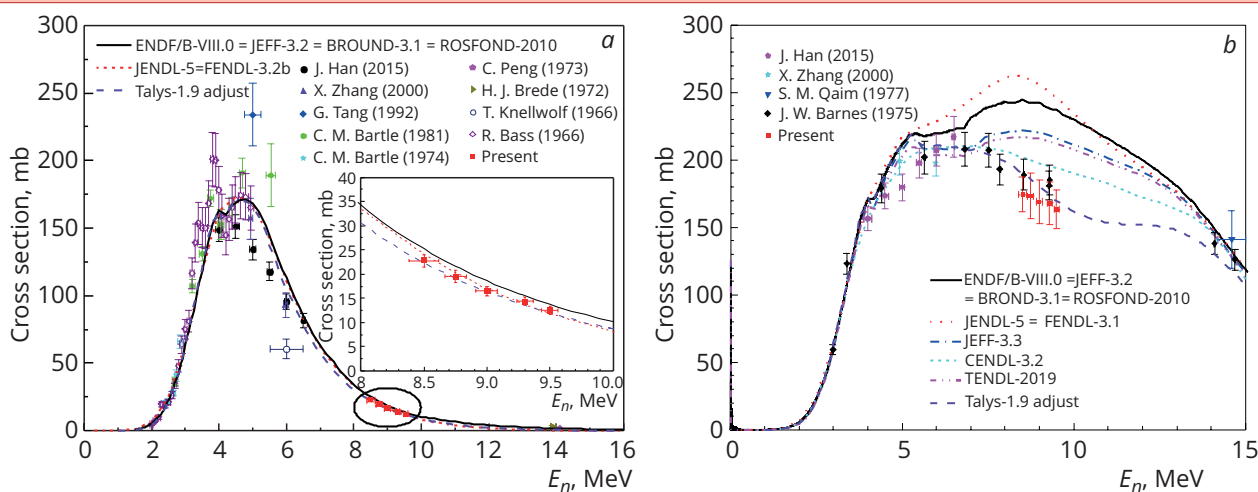 a
ENDF/B-VIII.0 = JEFF-3.2 = BROUND-3.1 = ROSFOND-2010
JENDL-5=FENDL-3.2b
Talys-1.9 adjust
J. Han (2015)
X. Zhang (2000)
G. Tang (1992)
C. M. Bartle (1981)
C. M. Bartle (1974)
C. Peng (1973)
H. J. Brede (1972)
T. Knellwolf (1966)
R. Bass (1966)
Present
Cross section, mb
300
250
200
150
100
50
0
0 2 4 6 8 10 12 14 16
En, MeV
Cross section, mb
40
35
30
25
20
15
10
5
0
8 8.5 9.0 9.5 10.0
En, MeV
b
J. Han (2015)
X. Zhang (2000)
S. M. Qaim (1977)
J. W. Barnes (1975)
Present
Cross section, mb
300
250
200
150
100
50
0
ENDF/B-VIII.0 =JEFF-3.2
= BROND-3.1= ROSFOND-2010
JENDL-5 = FENDL-3.1
JEFF-3.3
CENDL-3.2
TENDL-2019
Talys-1.9 adjust
0 5 10 15
En, MeV